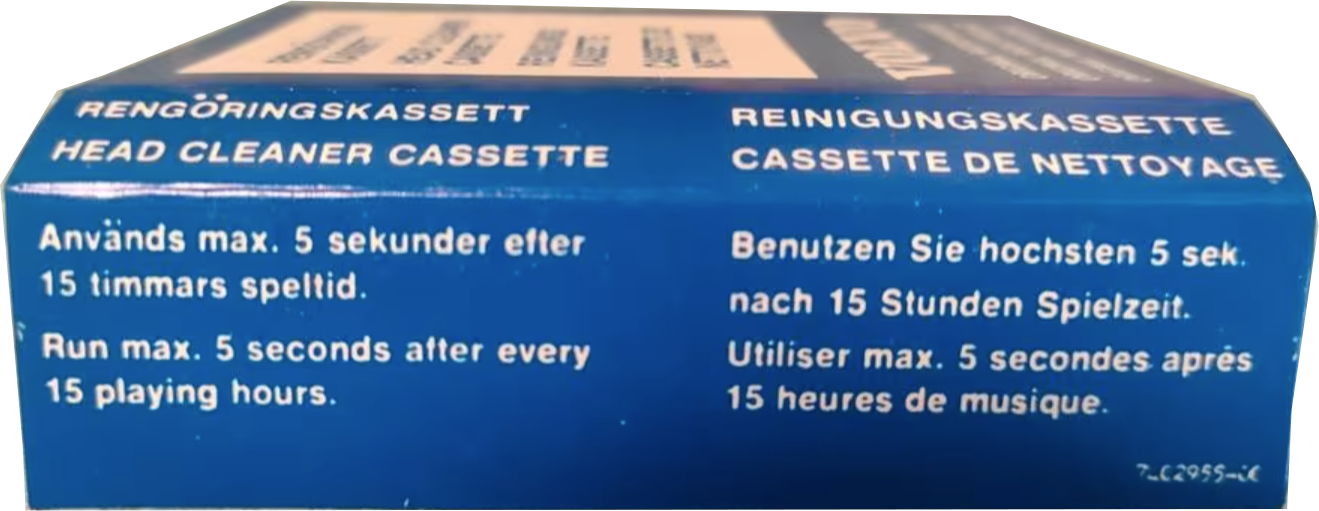 RENGÖRINGSKASSETT
HEAD CLEANER CASSETTE
Används max. 5 sekunder efter
15 timmars speltid.
Run max. 5 seconds after every
15 playing hours.
REINIGUNGSKASSETTE
CASSETTE DE NETTOYAGE
Benutzen Sie hochsten 5 sek.
nach 15 Stunden Spielzeit.
Utiliser max. 5 secondes aprés
15 heures de musique.